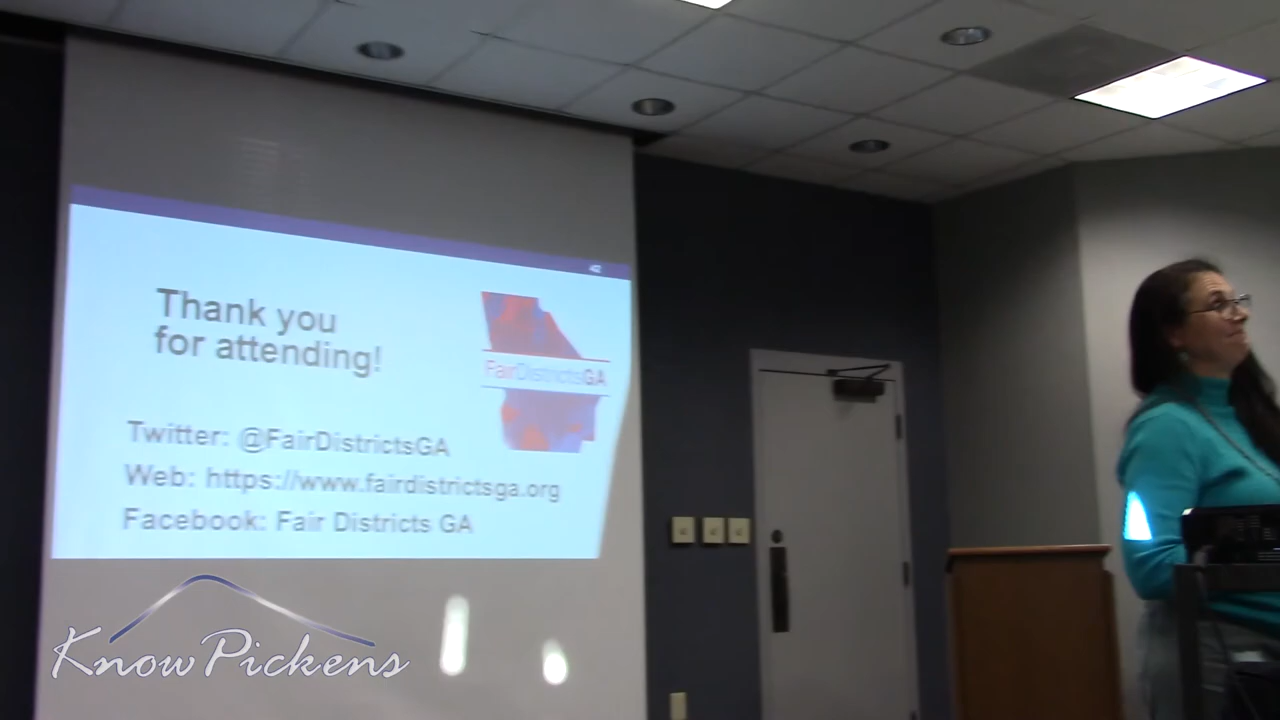 Thank you
for attending!
FairDistrictsGA
Twitter: @FairDistrictsGA
Web: https://www.fairdistrictsga.org
Facebook: Fair Districts GA
KnowPickens